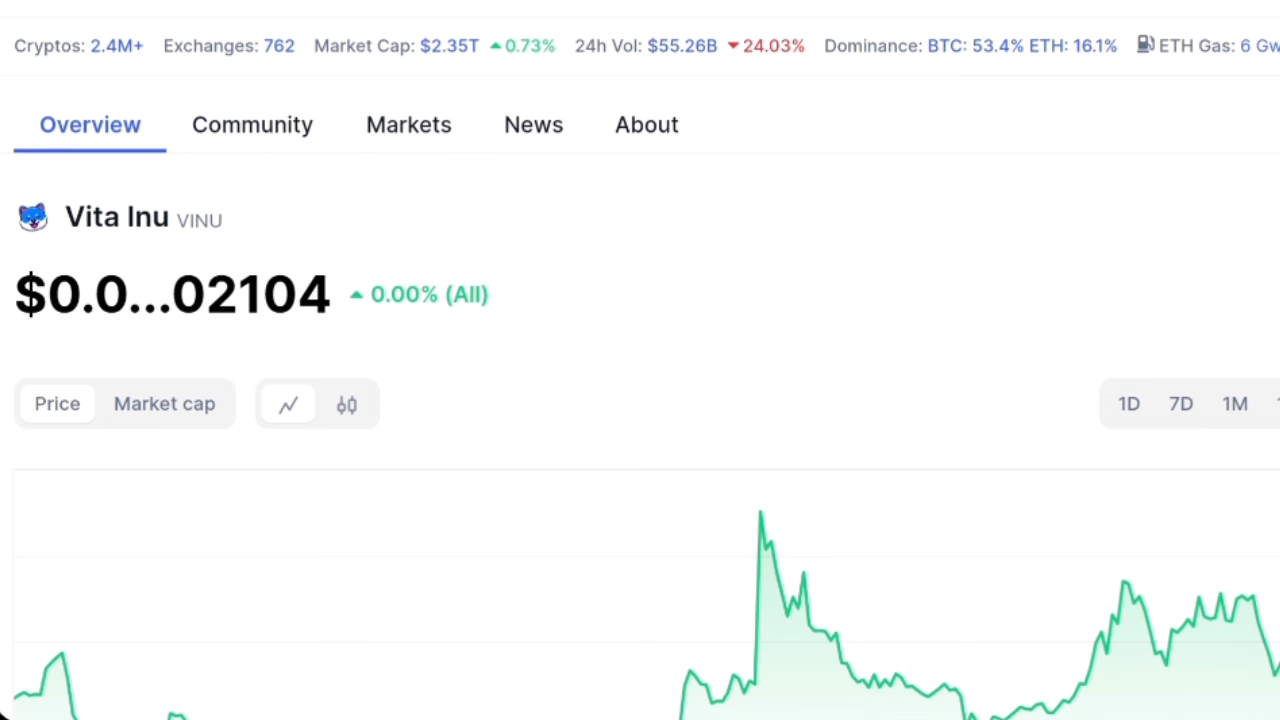 Cryptos: 2.4M+ Exchanges: 762 Market Cap: $2.35T 0.73% 24h Vol: $55.26B 24.03% Dominance: BTC: 53.4% ETH: 16.1% ETH Gas: 6
Overview Community Markets News About
Vita Inu VINU
$0.0...02104 0.00% (All)
Price Market cap 1D 7D 1M